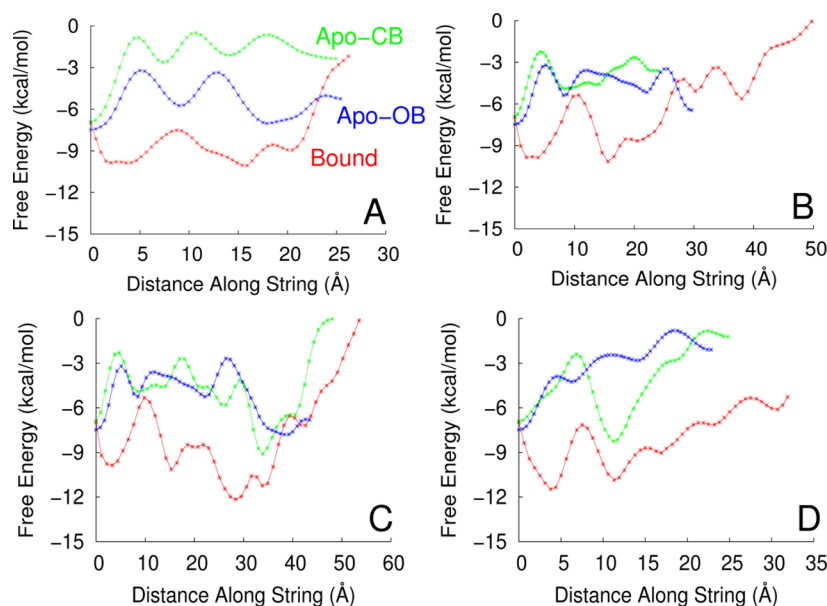 0
−3
−6
−9
−12
−15
Free Energy (kcal/mol)
Apo−CB
Apo−OB
Bound
A
0 5 10 15 20 25 30
Distance Along String (Å)
0
−3
−6
−9
−12
−15
Free Energy (kcal/mol)
B
0 10 20 30 40 50
Distance Along String (Å)
0
−3
−6
−9
−12
−15
Free Energy (kcal/mol)
C
0 10 20 30 40 50 60
Distance Along String (Å)
0
−3
−6
−9
−12
−15
Free Energy (kcal/mol)
D
0 5 10 15 20 25 30 35
Distance Along String (Å)